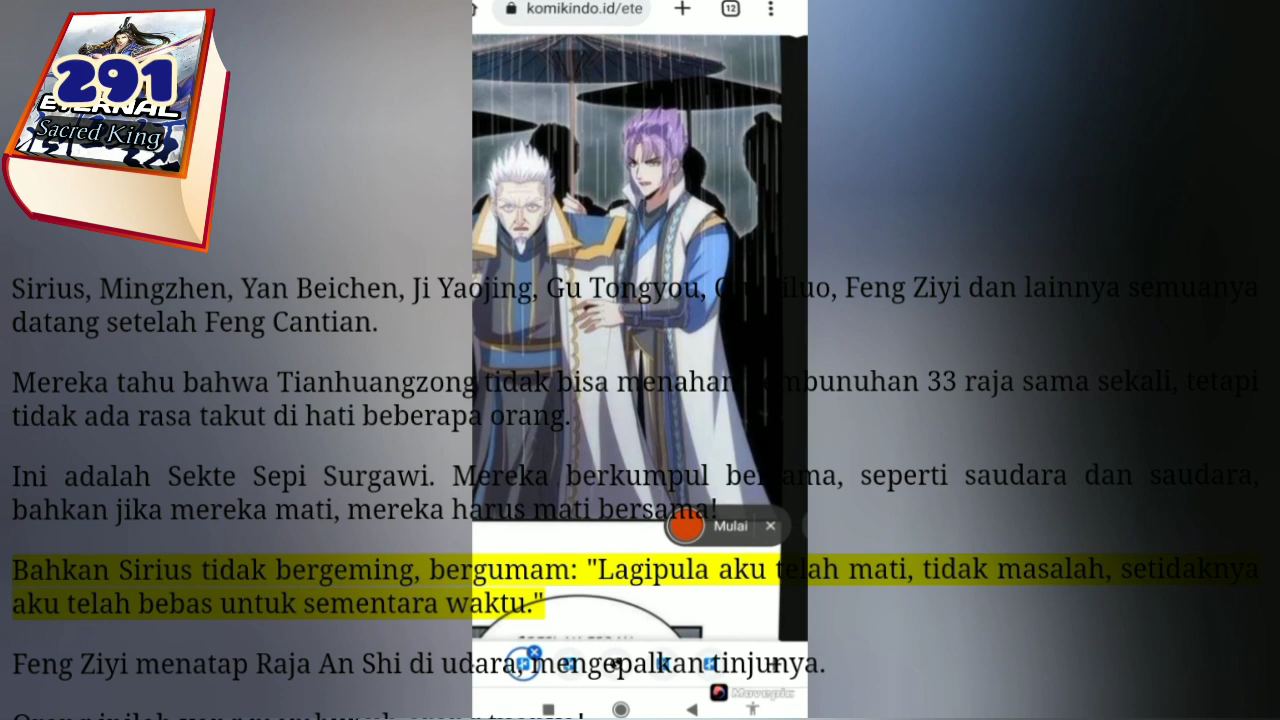 komikindo.id/ete
12
291
ETERNAL
Sacred King
Sirius, Mingzhen, Yan Beichen, Ji Yaojing, Gu Tongyou, Feng Ziyi dan lainnya semuanya
datang setelah Feng Cantian.
Mereka tahu bahwa Tianhuangzong tidak bisa menahan pembunuhan 33 raja sama sekali, tetapi
tidak ada rasa takut di hati beberapa orang.
Ini adalah Sekte Sepi Surgawi. Mereka berkumpul bersama, seperti saudara dan saudara,
bahkan jika mereka mati, mereka harus mati bersama!
Mulai
Bahkan Sirius tidak bergeming, bergumam: "Lagipula aku telah mati, tidak masalah, setidaknya
aku telah bebas untuk sementara waktu."
Feng Ziyi menatap Raja An Shi di udara, mengepalkan tinjunya.
Movepic